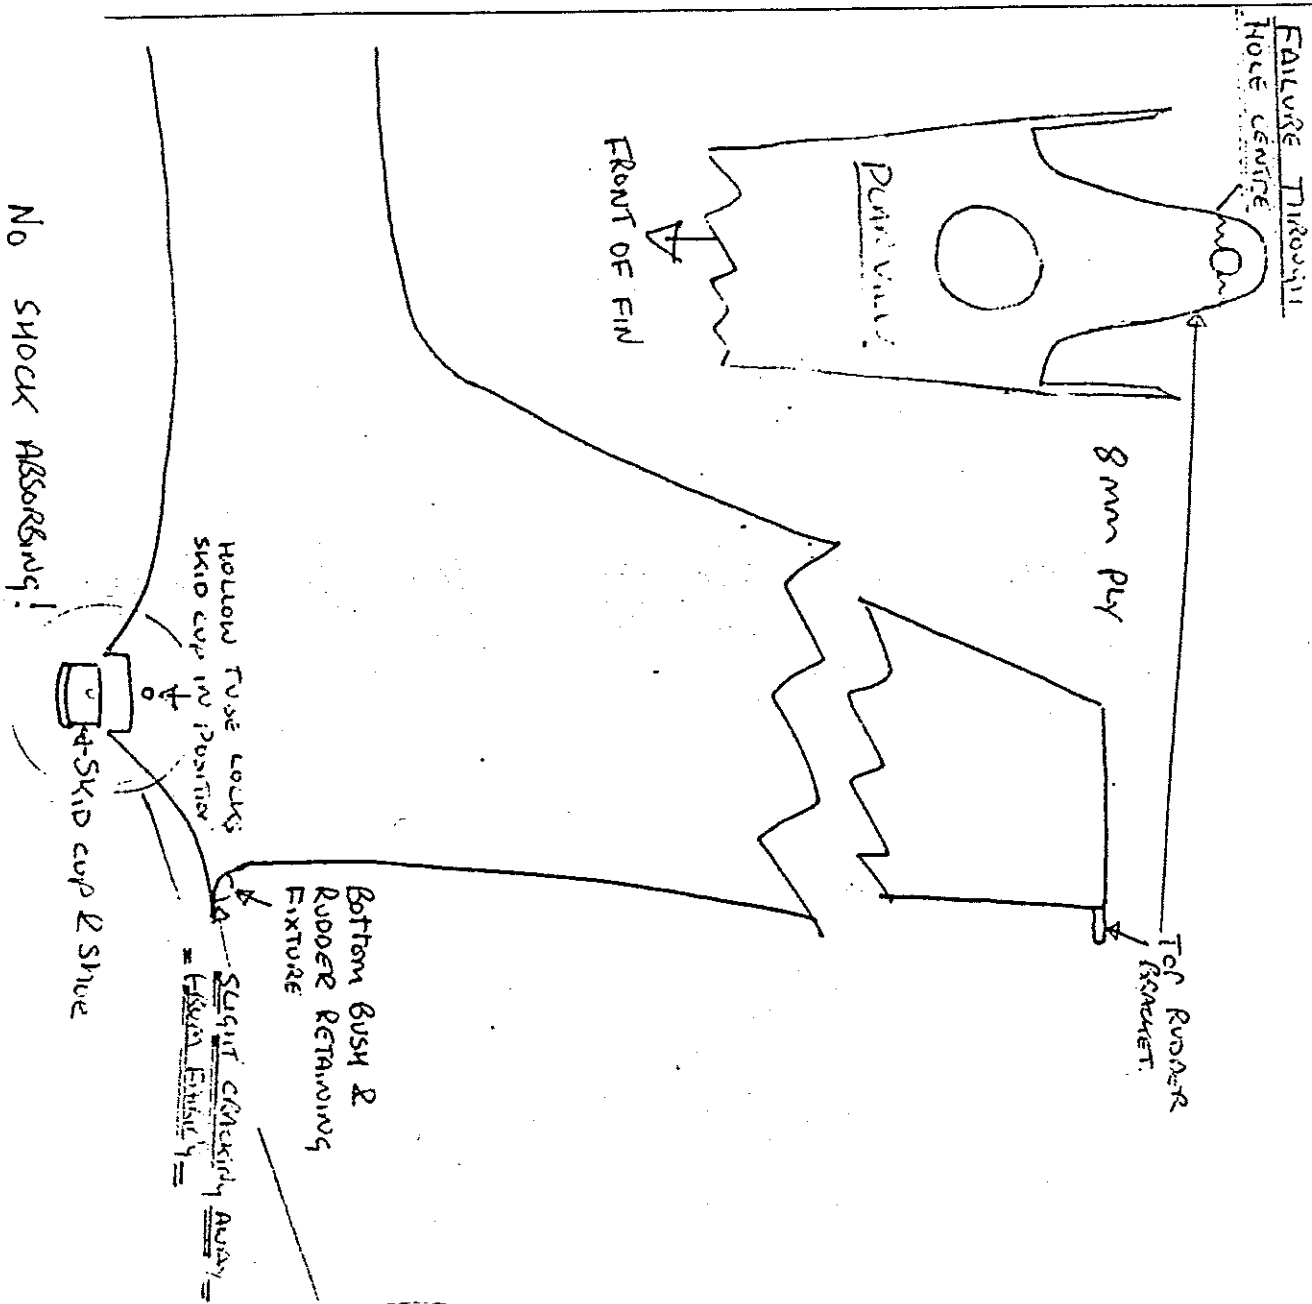 FAILURE THROUGH
HOLE CENTRE
PLAN VIEW
FRONT OF FIN
8mm PLY
TOP RUDDER
BRACKET.
BOTTOM BUSH &
RUDDER RETAINING
FIXTURE
SLIGHT CRACKING AWAY
FROM
HOLLOW TUBE LOCKS
SKID CUP IN POSITION
SKID CUP & SHOE
NO SHOCK ABSORBING!